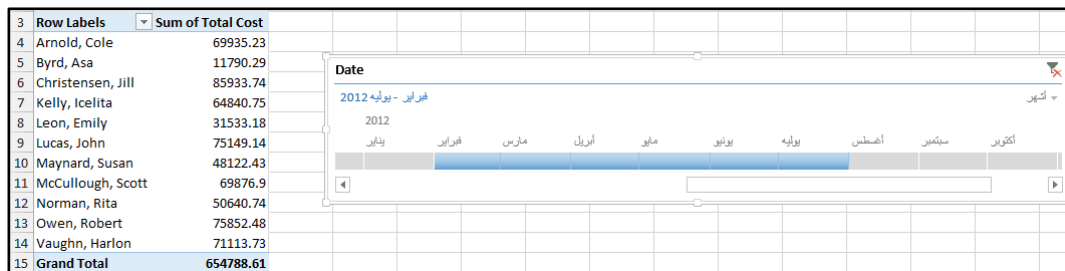 3 Row Labels Sum of Total Cost
4 Arnold, Cole 69935.23
5 Byrd, Asa 11790.29
6 Christensen, Jill 85933.74
7 Kelly, Icelita 64840.75
8 Leon, Emily 31533.18
9 Lucas, John 75149.14
10 Maynard, Susan 48122.43
11 McCullough, Scott 69876.9
12 Norman, Rita 50640.74
13 Owen, Robert 75852.48
14 Vaughn, Harlon 71113.73
15 Grand Total 654788.61
Date
فبراير - يوليه 2012
أشهر
2012
يناير فبراير مارس أبريل مايو يونيو يوليه أغسطس سبتمبر أكتوبر